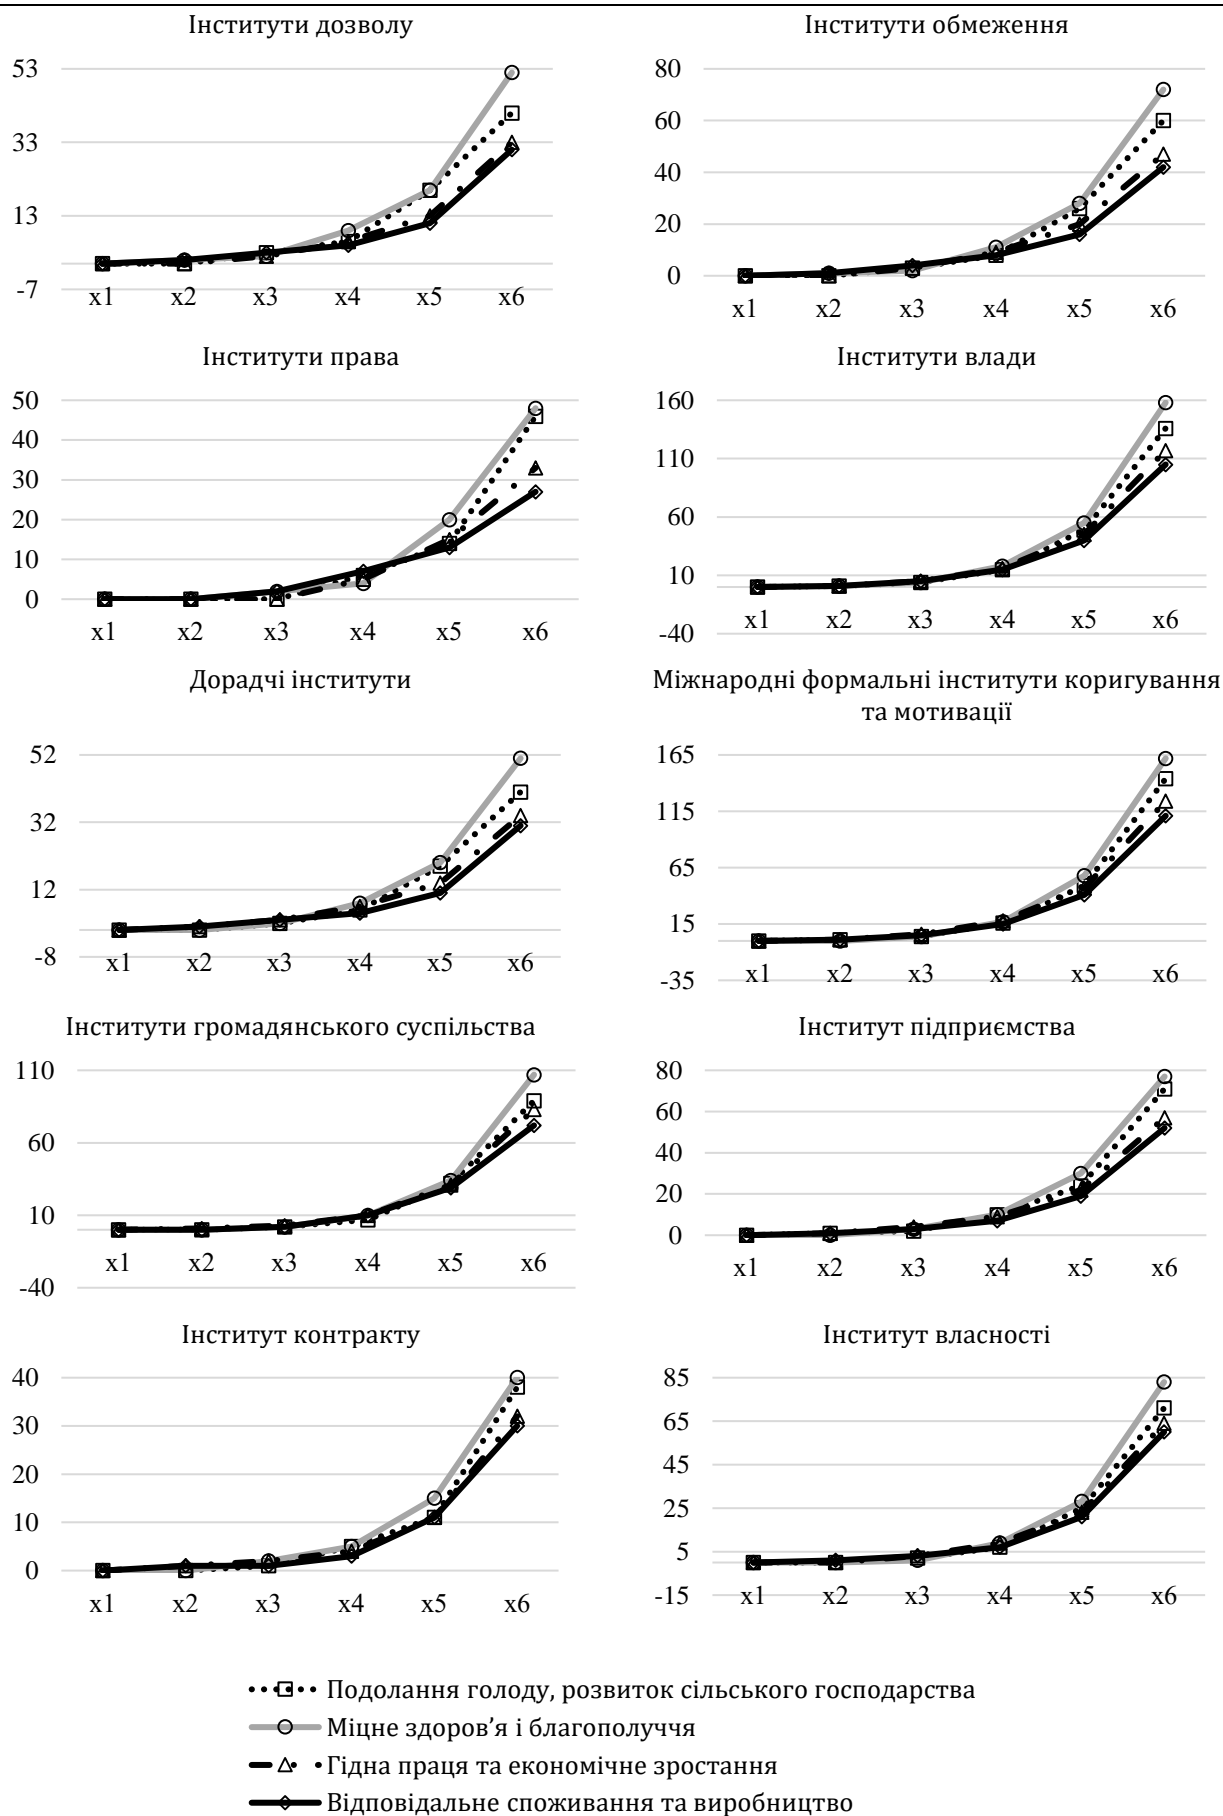 Інститути дозволу
53
33
13
-7
x1 x2 x3 x4 x5 x6
Інститути обмеження
80
60
40
20
0
x1 x2 x3 x4 x5 x6
Інститути права
50
40
30
20
10
0
x1 x2 x3 x4 x5 x6
Інститути влади
160
110
60
10
-40
x1 x2 x3 x4 x5 x6
Дорадчі інститути
52
32
12
-8
x1 x2 x3 x4 x5 x6
Міжнародні формальні інститути коригування
та мотивації
165
115
65
15
-35
x1 x2 x3 x4 x5 x6
Інститути громадянського суспільства
110
60
10
-40
x1 x2 x3 x4 x5 x6
Інститут підприємства
80
60
40
20
0
x1 x2 x3 x4 x5 x6
Інститут контракту
40
30
20
10
0
x1 x2 x3 x4 x5 x6
Інститут власності
85
65
45
25
5
-15
x1 x2 x3 x4 x5 x6
Подолання голоду, розвиток сільського господарства
Міцне здоров’я і благополуччя
Гідна праця та економічне зростання
Відповідальне споживання та виробництво